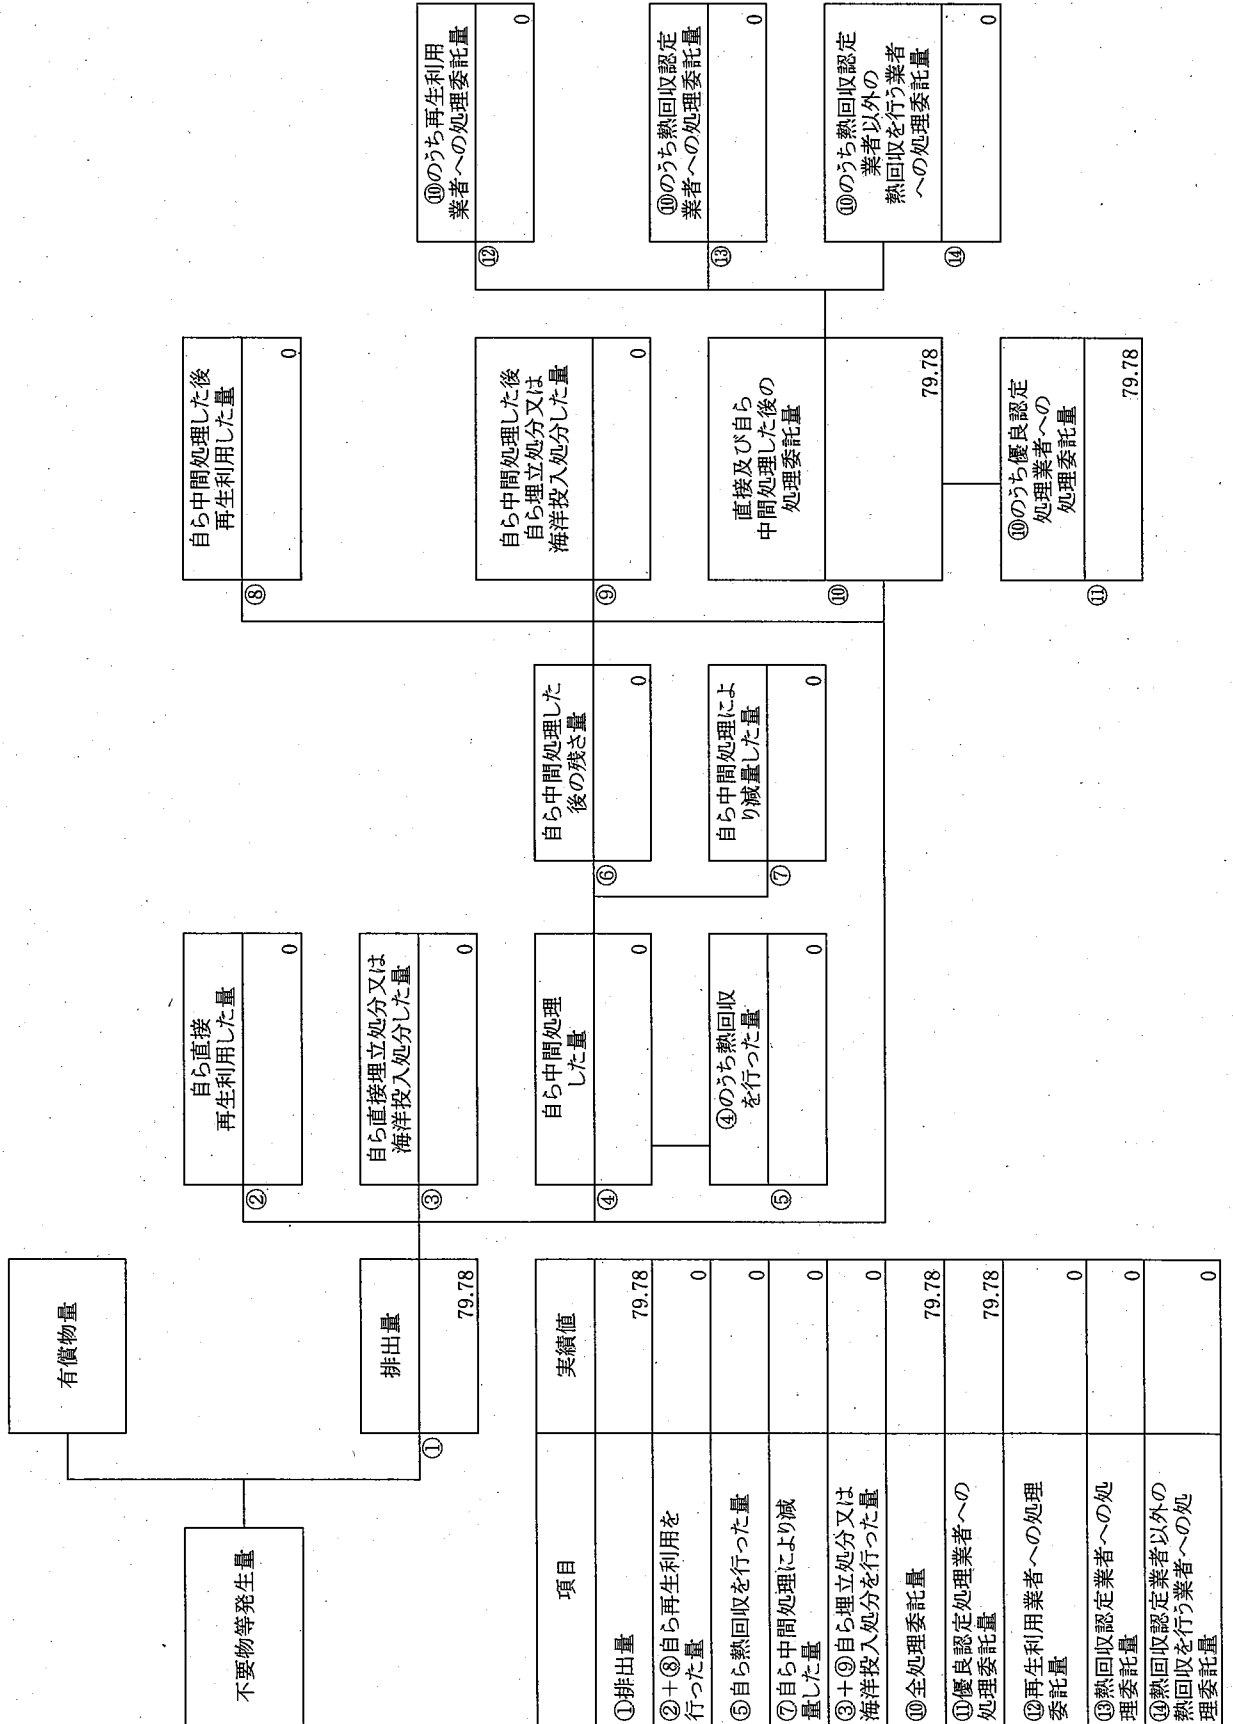 不要物等発生量
有償物量
排出量
①
79.78
自ら直接
再生利用した量
②
0
自ら直接埋立処分又は
海洋投入処分した量
③
0
自ら中間処理
した量
④
0
④のうち熱回収
を行った量
⑤
0
自ら中間処理した
後の残さ量
⑥
0
自ら中間処理によ
り減量した量
⑦
0
自ら中間処理した後
再生利用した量
⑧
0
自ら中間処理した後
自ら埋立処分又は
海洋投入処分した量
⑨
0
直接及び自ら
中間処理した後の
処理委託量
⑩
79.78
⑩のうち優良認定
処理業者への
処理委託量
⑪
79.78
⑩のうち再生利用
業者への処理委託量
⑫
0
⑩のうち熱回収認定
業者への処理委託量
⑬
0
⑩のうち熱回収認定
業者以外の
熱回収を行う業者
への処理委託量
⑭
0
項目 実績値
①排出量 79.78
②+⑧自ら再生利用を
行った量 0
⑤自ら熱回収を行った量 0
⑦自ら中間処理により減
量した量 0
③+⑨自ら埋立処分又は
海洋投入処分を行った量 0
⑩全処理委託量 79.78
⑪優良認定処理業者への
処理委託量 79.78
⑫再生利用業者への処理
委託量 0
⑬熱回収認定業者への処
理委託量 0
⑭熱回収認定業者以外の
熱回収を行う業者への処
理委託量 0